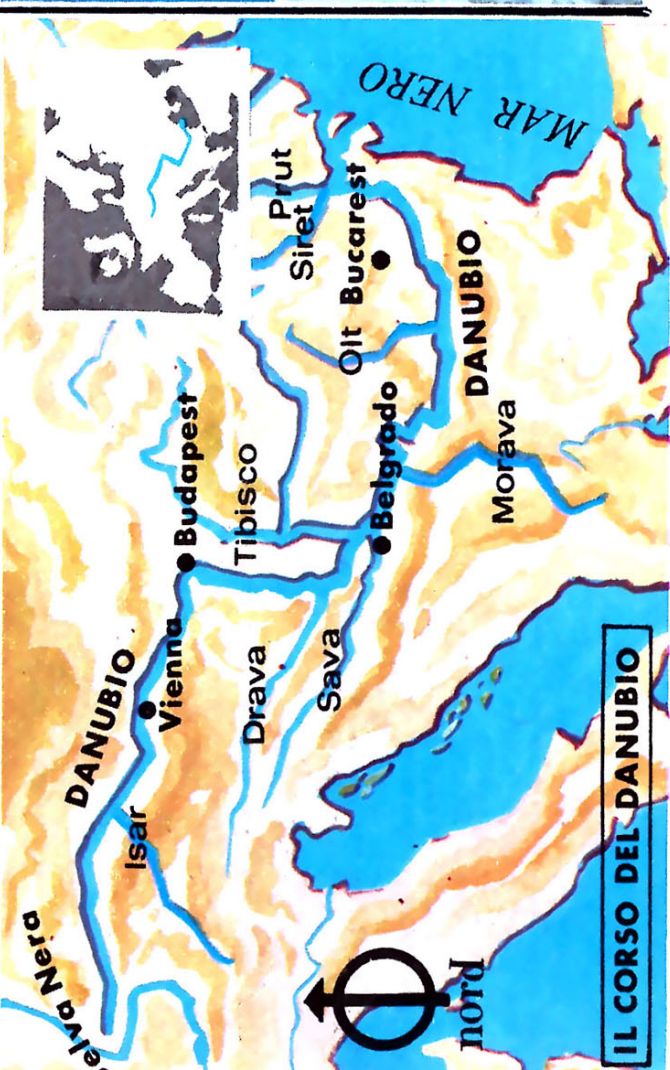 MAR NERO
Prut
Siret
Bucarest
Olt
DANUBIO
Budapest
Tibisco
Belgrado
Morava
DANUBIO
Vienna
Drava
Sava
Isar
Selva Nera
nord
IL CORSO DEL DANUBIO